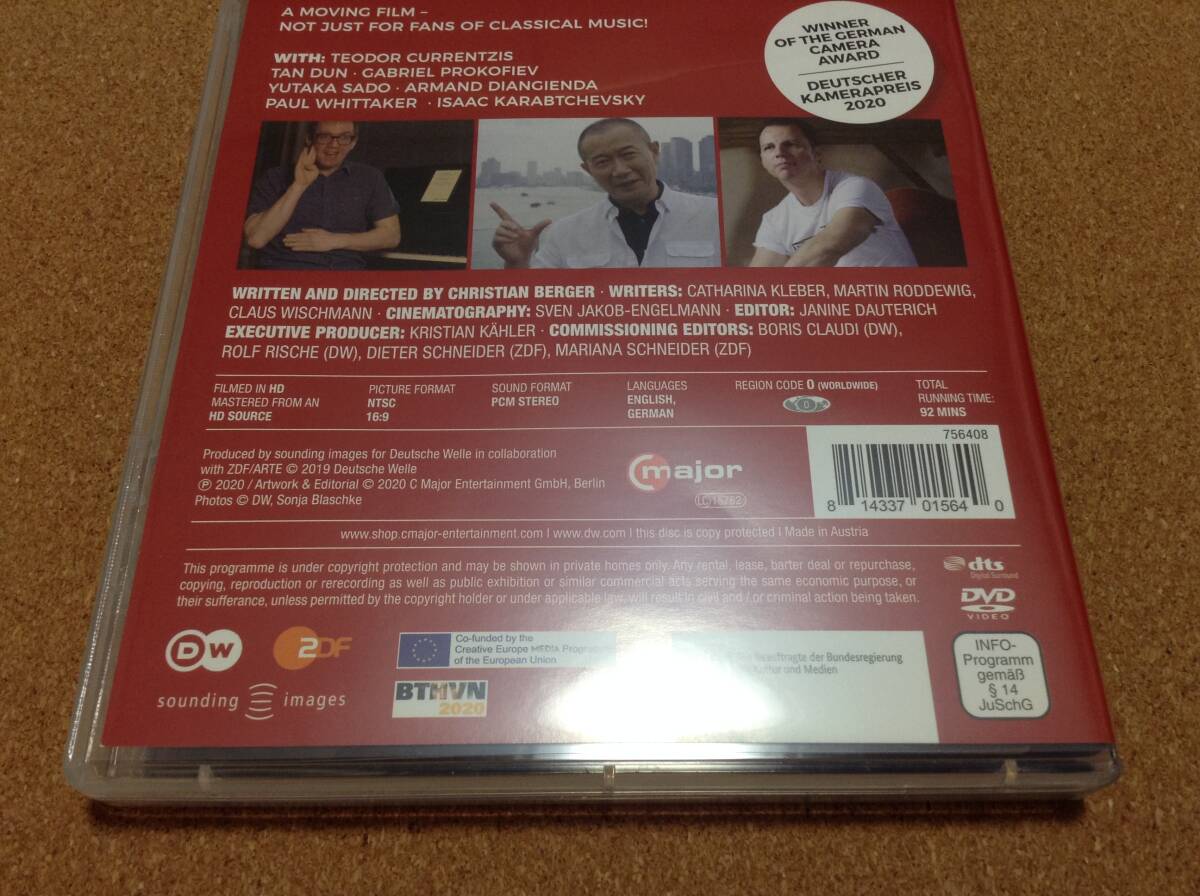 A MOVING FILM –
NOT JUST FOR FANS OF CLASSICAL MUSIC!
WITH: TEODOR CURRENTZIS
TAN DUN · GABRIEL PROKOFIEV
YUTAKA SADO · ARMAND DIANGIENDA
PAUL WHITTAKER · ISAAC KARABTCHEVSKY
WINNER
OF THE GERMAN
CAMERA
AWARD
DEUTSCHER
KAMERAPREIS
2020
WRITTEN AND DIRECTED BY CHRISTIAN BERGER · WRITERS: CATHARINA KLEBER, MARTIN RODDEWIG,
CLAUS WISCHMANN · CINEMATOGRAPHY: SVEN JAKOB-ENGELMANN · EDITOR: JANINE DAUTERICH
EXECUTIVE PRODUCER: KRISTIAN KÄHLER · COMMISSIONING EDITORS: BORIS CLAUDI (DW),
ROLF RISCHE (DW), DIETER SCHNEIDER (ZDF), MARIANA SCHNEIDER (ZDF)
FILMED IN HD
MASTERED FROM AN
HD SOURCE
PICTURE FORMAT
NTSC
16:9
SOUND FORMAT
PCM STEREO
LANGUAGES
ENGLISH,
GERMAN
REGION CODE 0 (WORLDWIDE)
0
TOTAL
RUNNING TIME:
92 MINS
Produced by sounding images for Deutsche Welle in collaboration
with ZDF/ARTE © 2019 Deutsche Welle
℗ 2020 / Artwork & Editorial © 2020 C Major Entertainment GmbH, Berlin
Photos © DW, Sonja Blaschke
C major
LC 15762
756408
8 14337 01564 0
www.shop.cmajor-entertainment.com | www.dw.com | this disc is copy protected | Made in Austria
This programme is under copyright protection and may be shown in private homes only. Any rental, lease, barter deal or repurchase,
copying, reproduction or rerecording as well as public exhibition or similar commercial acts serving the same economic purpose, or
their sufferance, unless permitted by the copyright holder or under applicable law, will result in civil and / or criminal action being taken.
dts
Digital Surround
DVD
VIDEO
DW
ZDF
sounding images
Co-funded by the
Creative Europe MEDIA Programme
of the European Union
BTHVN
2020
Beauftragte der Bundesregierung
Kultur und Medien
INFO-
Programm
gemäß
§ 14
JuSchG